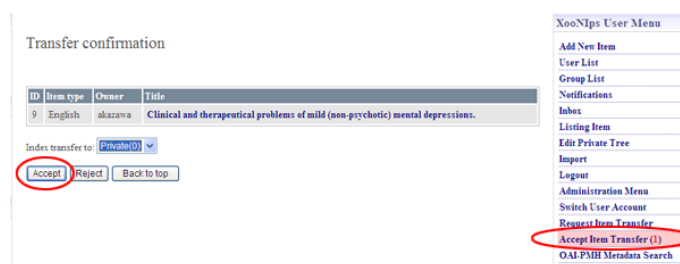 Transfer confirmation
ID Item type Owner Title
9 English akazawa Clinical and therapeutical problems of mild (non-psychotic) mental depressions.
Index transfer to: Private(0)
Accept Reject Back to top
XooNIps User Menu
Add New Item
User List
Group List
Notifications
Inbox
Listing Item
Edit Private Tree
Import
Logout
Administration Menu
Switch User Account
Request Item Transfer
Accept Item Transfer (1)
OAI-PMH Metadata Search